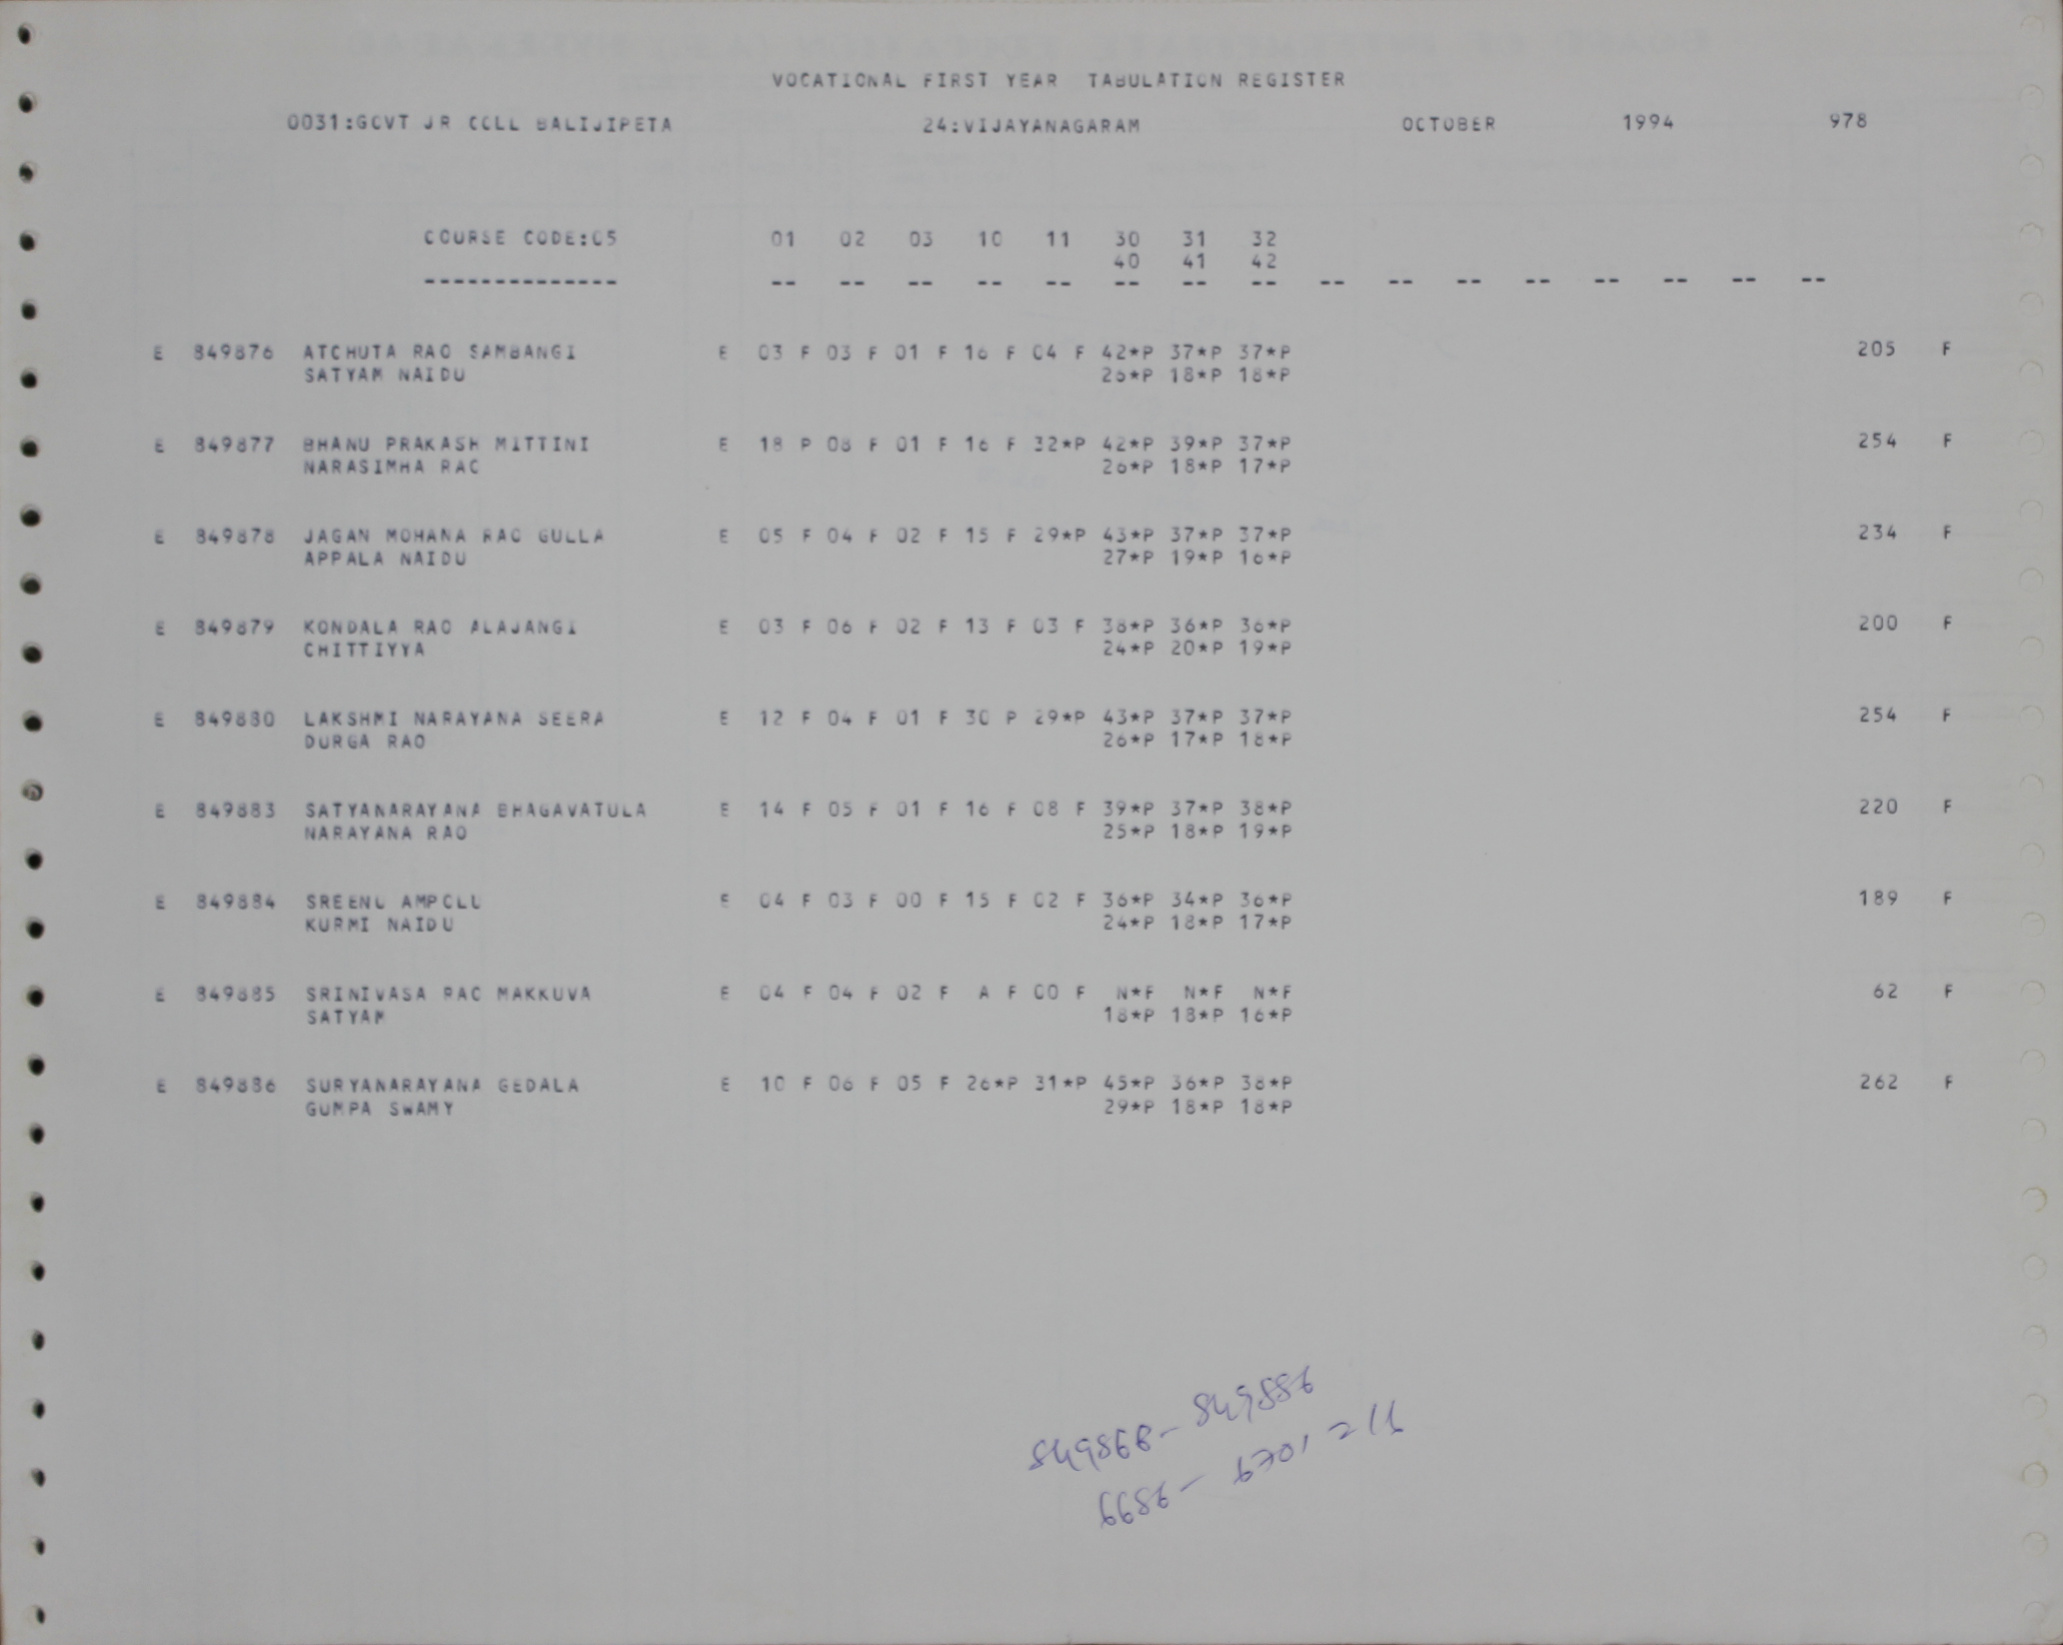 VOCATIONAL FIRST YEAR TABULATION REGISTER
0031:GOVT JR COLL BALIJIPETA 24:VIJAYANAGARAM OCTOBER 1994 978
COURSE CODE:05 01 02 03 10 11 30 31 32
40 41 42
-------------- -- -- -- -- -- -- -- -- -- -- -- -- -- -- -- --
E 849876 ATCHUTA RAO SAMBANGI E 03 F 03 F 01 F 16 F 04 F 42*P 37*P 37*P 205 F
SATYAM NAIDU 26*P 18*P 18*P
E 849877 BHANU PRAKASH MITTINI E 18 P 08 F 01 F 16 F 32*P 42*P 39*P 37*P 254 F
NARASIMHA RAO 26*P 18*P 17*P
E 849878 JAGAN MOHANA RAO GULLA E 05 F 04 F 02 F 15 F 29*P 43*P 37*P 37*P 234 F
APPALA NAIDU 27*P 19*P 16*P
E 849879 KONDALA RAO ALAJANGI E 03 F 06 F 02 F 13 F 03 F 38*P 36*P 36*P 200 F
CHITTIYYA 24*P 20*P 19*P
E 849880 LAKSHMI NARAYANA SEERA E 12 F 04 F 01 F 30 P 29*P 43*P 37*P 37*P 254 F
DURGA RAO 26*P 17*P 18*P
E 849883 SATYANARAYANA BHAGAVATULA E 14 F 05 F 01 F 16 F 08 F 39*P 37*P 38*P 220 F
NARAYANA RAO 25*P 18*P 19*P
E 849884 SREENU AMPOLU E 04 F 03 F 00 F 15 F 02 F 36*P 34*P 36*P 189 F
KURMI NAIDU 24*P 18*P 17*P
E 849885 SRINIVASA RAO MAKKUVA E 04 F 04 F 02 F A F 00 F N*F N*F N*F 62 F
SATYAM 18*P 18*P 16*P
E 849886 SURYANARAYANA GEDALA E 10 F 06 F 05 F 26*P 31*P 45*P 36*P 38*P 262 F
GUMPA SWAMY 29*P 18*P 18*P
849868 - 849886
6686 - 6701 = 16